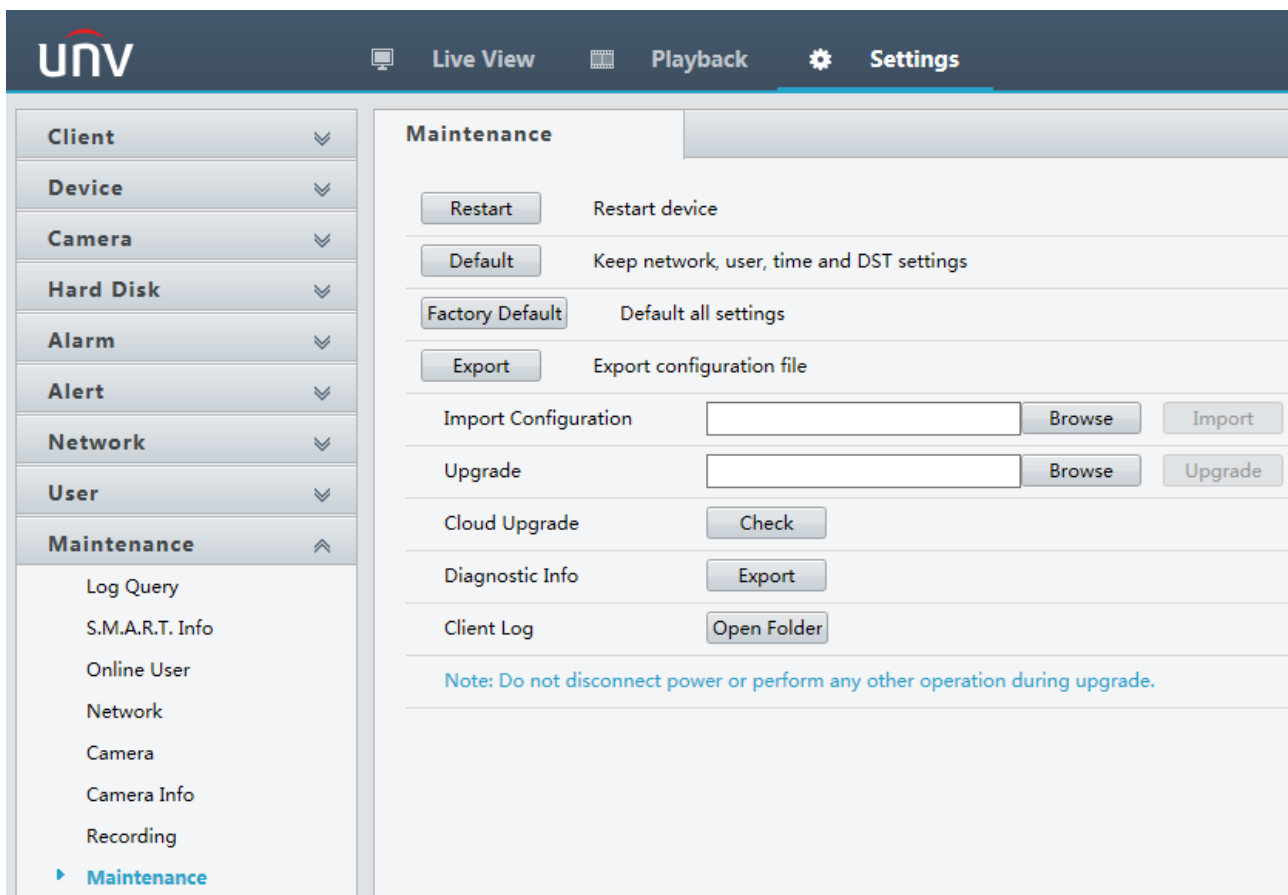 unv
Live View
Playback
Settings
Client
Device
Camera
Hard Disk
Alarm
Alert
Network
User
Maintenance
Log Query
S.M.A.R.T. Info
Online User
Network
Camera
Camera Info
Recording
Maintenance
Maintenance
Restart Restart device
Default Keep network, user, time and DST settings
Factory Default Default all settings
Export Export configuration file
Import Configuration Browse Import
Upgrade Browse Upgrade
Cloud Upgrade Check
Diagnostic Info Export
Client Log Open Folder
Note: Do not disconnect power or perform any other operation during upgrade.